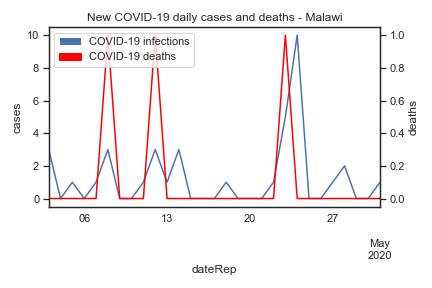 New COVID-19 daily cases and deaths - Malawi
COVID-19 infections
COVID-19 deaths
cases
10
8
6
4
2
0
deaths
1.0
0.8
0.6
0.4
0.2
0.0
06 13 20 27
May
2020
dateRep